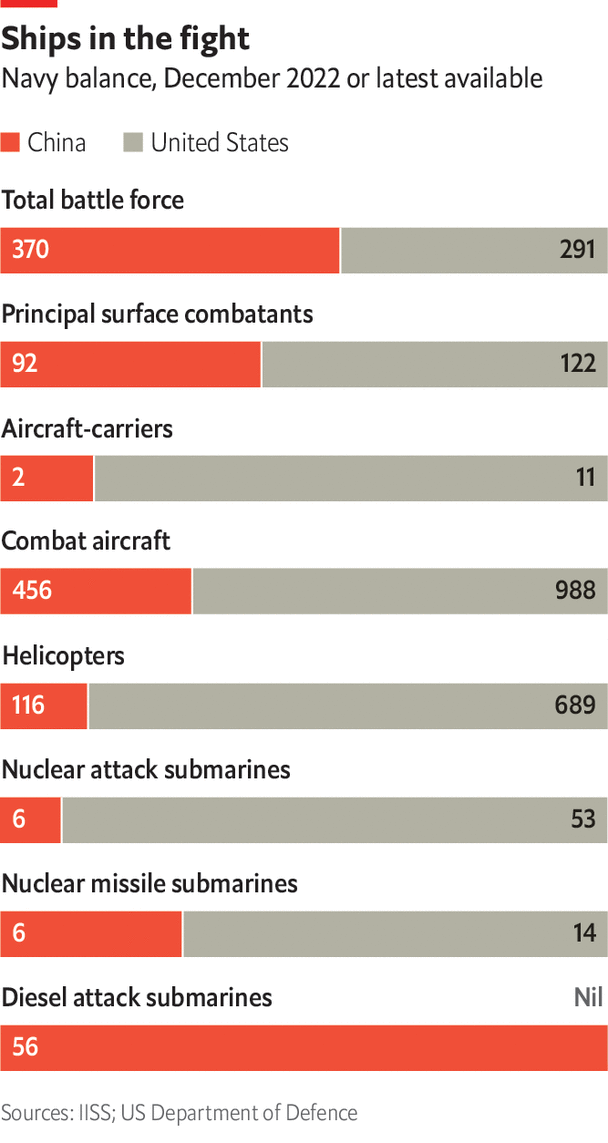 Ships in the fight
Navy balance, December 2022 or latest available
China United States
Total battle force
370 291
Principal surface combatants
92 122
Aircraft-carriers
2 11
Combat aircraft
456 988
Helicopters
116 689
Nuclear attack submarines
6 53
Nuclear missile submarines
6 14
Diesel attack submarines Nil
56
Sources: IISS; US Department of Defence